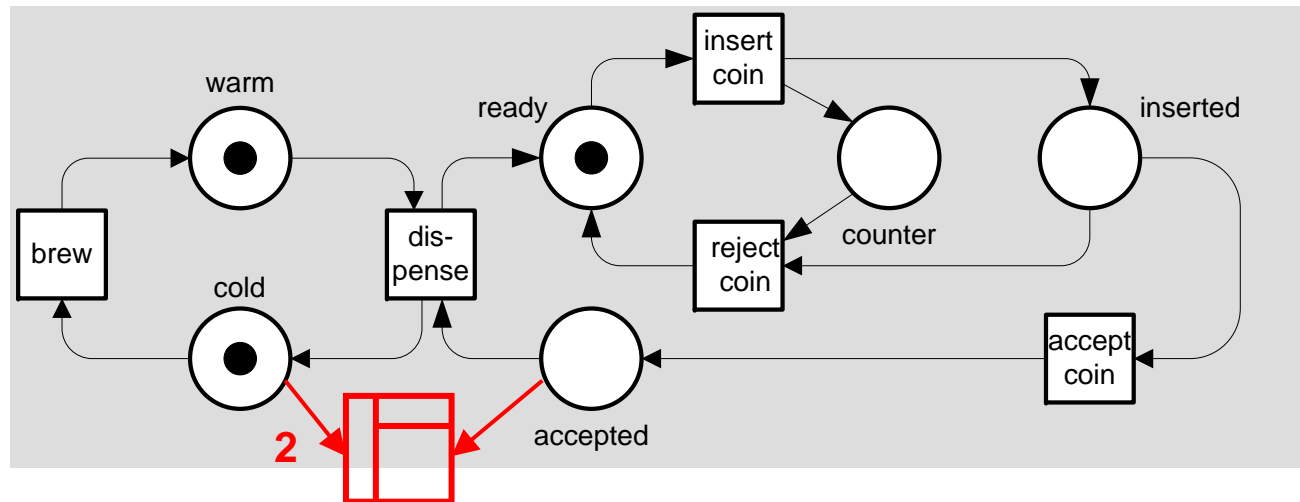 insert
coin
warm
ready
inserted
brew
dis-
pense
counter
reject
coin
cold
accept
coin
2
accepted